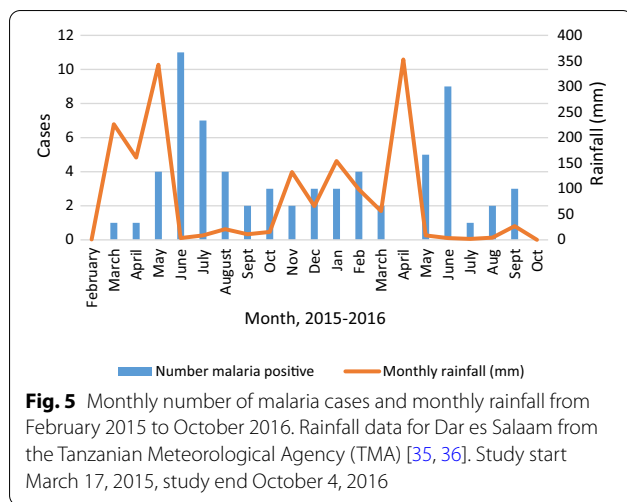 12
10
8
6
4
2
0
Cases
400
350
300
250
200
150
100
50
0
Rainfall (mm)
February
March
April
May
June
July
August
Sept
Oct
Nov
Dec
Jan
Feb
March
April
May
June
July
Aug
Sept
Oct
Month, 2015-2016
Number malaria positive
Monthly rainfall (mm)
Fig. 5 Monthly number of malaria cases and monthly rainfall from
February 2015 to October 2016. Rainfall data for Dar es Salaam from
the Tanzanian Meteorological Agency (TMA) [35, 36]. Study start
March 17, 2015, study end October 4, 2016